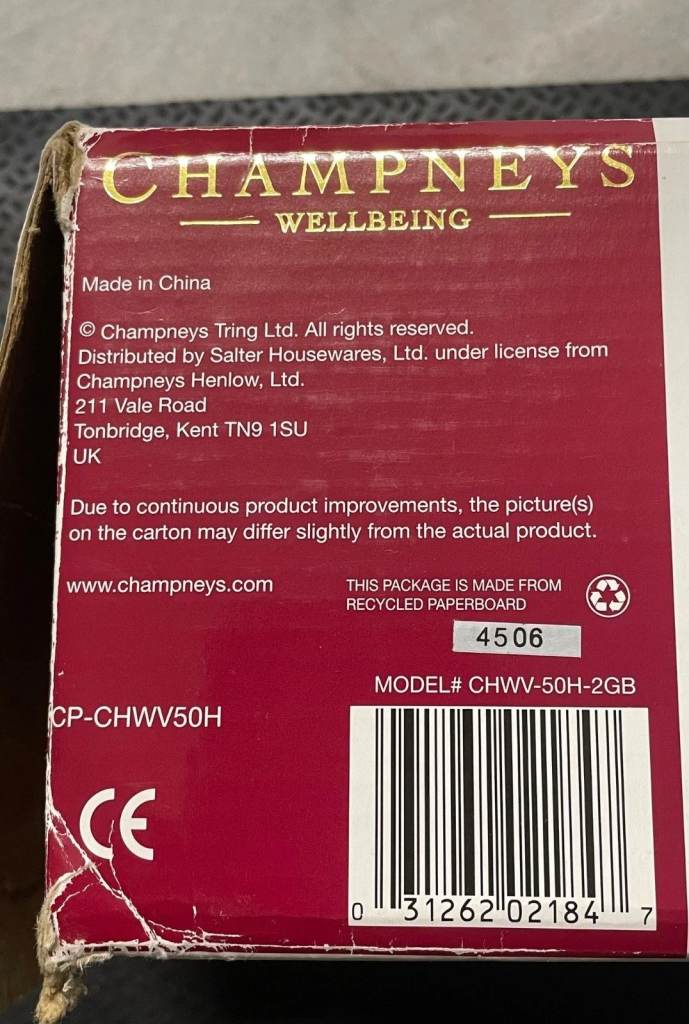 CHAMPNEYS
WELLBEING
Made in China
© Champneys Tring Ltd. All rights reserved.
Distributed by Salter Housewares, Ltd. under license from
Champneys Henlow, Ltd.
211 Vale Road
Tonbridge, Kent TN9 1SU
UK
Due to continuous product improvements, the picture(s)
on the carton may differ slightly from the actual product.
www.champneys.com
THIS PACKAGE IS MADE FROM
RECYCLED PAPERBOARD
4506
MODEL# CHWV-50H-2GB
CP-CHWV50H
CE
0 31262 02184 7